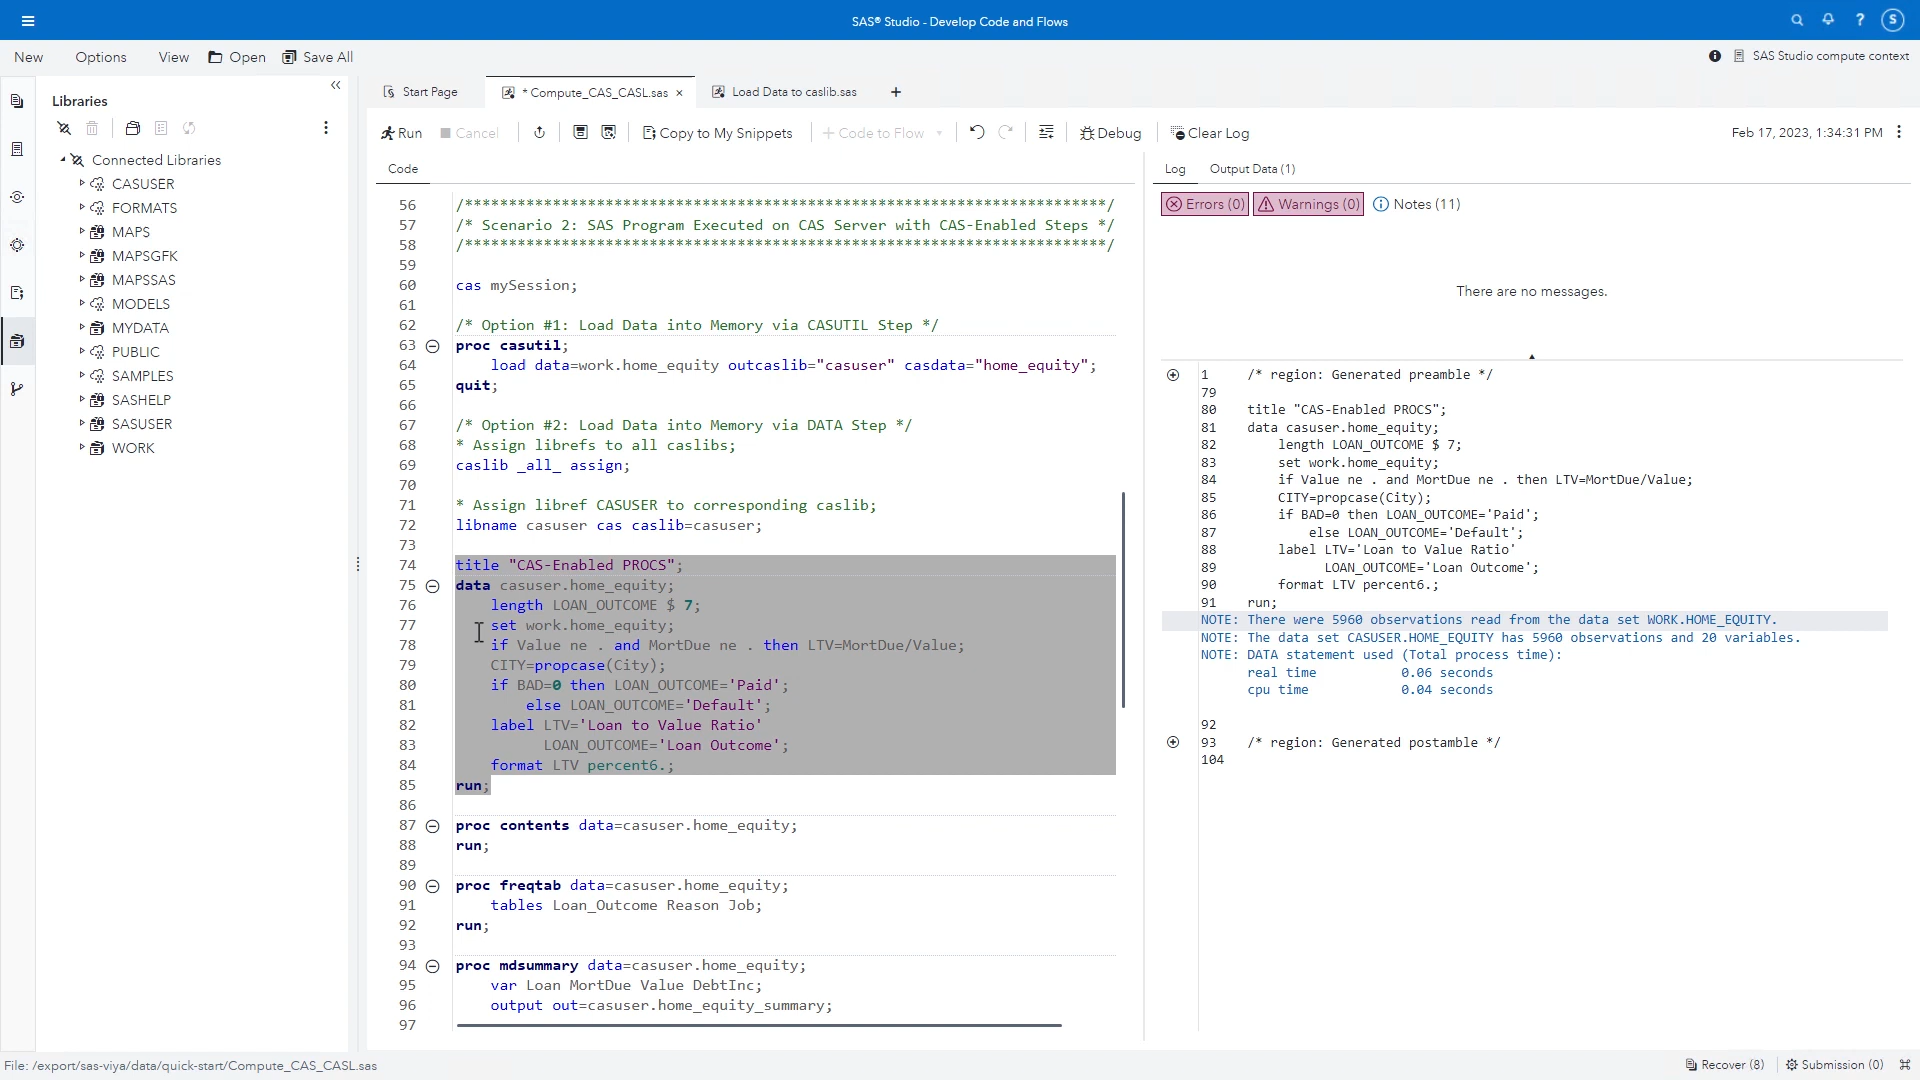 SAS® Studio - Develop Code and Flows
S
New Options View Open Save All
SAS Studio compute context
Libraries
Connected Libraries
CASUSER
FORMATS
MAPS
MAPSGFK
MAPSSAS
MODELS
MYDATA
PUBLIC
SAMPLES
SASHELP
SASUSER
WORK
Start Page
* Compute_CAS_CASL.sas
Load Data to caslib.sas
Run Cancel Copy to My Snippets Code to Flow Debug Clear Log
Feb 17, 2023, 1:34:31 PM
Code
56 /**************************************************************************/
57 /* Scenario 2: SAS Program Executed on CAS Server with CAS-Enabled Steps */
58 /**************************************************************************/
59
60 cas mySession;
61
62 /* Option #1: Load Data into Memory via CASUTIL Step */
63 proc casutil;
64 load data=work.home_equity outcaslib="casuser" casdata="home_equity";
65 quit;
66
67 /* Option #2: Load Data into Memory via DATA Step */
68 * Assign librefs to all caslibs;
69 caslib _all_ assign;
70
71 * Assign libref CASUSER to corresponding caslib;
72 libname casuser cas caslib=casuser;
73
74 title "CAS-Enabled PROCS";
75 data casuser.home_equity;
76 length LOAN_OUTCOME $ 7;
77 set work.home_equity;
78 if Value ne . and MortDue ne . then LTV=MortDue/Value;
79 CITY=propcase(City);
80 if BAD=0 then LOAN_OUTCOME='Paid';
81 else LOAN_OUTCOME='Default';
82 label LTV='Loan to Value Ratio'
83 LOAN_OUTCOME='Loan Outcome';
84 format LTV percent6.;
85 run;
86
87 proc contents data=casuser.home_equity;
88 run;
89
90 proc freqtab data=casuser.home_equity;
91 tables Loan_Outcome Reason Job;
92 run;
93
94 proc mdsummary data=casuser.home_equity;
95 var Loan MortDue Value DebtInc;
96 output out=casuser.home_equity_summary;
97
Log Output Data (1)
Errors (0) Warnings (0) Notes (11)
There are no messages.
1 /* region: Generated preamble */
79
80 title "CAS-Enabled PROCS";
81 data casuser.home_equity;
82 length LOAN_OUTCOME $ 7;
83 set work.home_equity;
84 if Value ne . and MortDue ne . then LTV=MortDue/Value;
85 CITY=propcase(City);
86 if BAD=0 then LOAN_OUTCOME='Paid';
87 else LOAN_OUTCOME='Default';
88 label LTV='Loan to Value Ratio'
89 LOAN_OUTCOME='Loan Outcome';
90 format LTV percent6.;
91 run;
NOTE: There were 5960 observations read from the data set WORK.HOME_EQUITY.
NOTE: The data set CASUSER.HOME_EQUITY has 5960 observations and 20 variables.
NOTE: DATA statement used (Total process time):
real time 0.06 seconds
cpu time 0.04 seconds
92
93 /* region: Generated postamble */
104
File: /export/sas-viya/data/quick-start/Compute_CAS_CASL.sas
Recover (8) Submission (0)